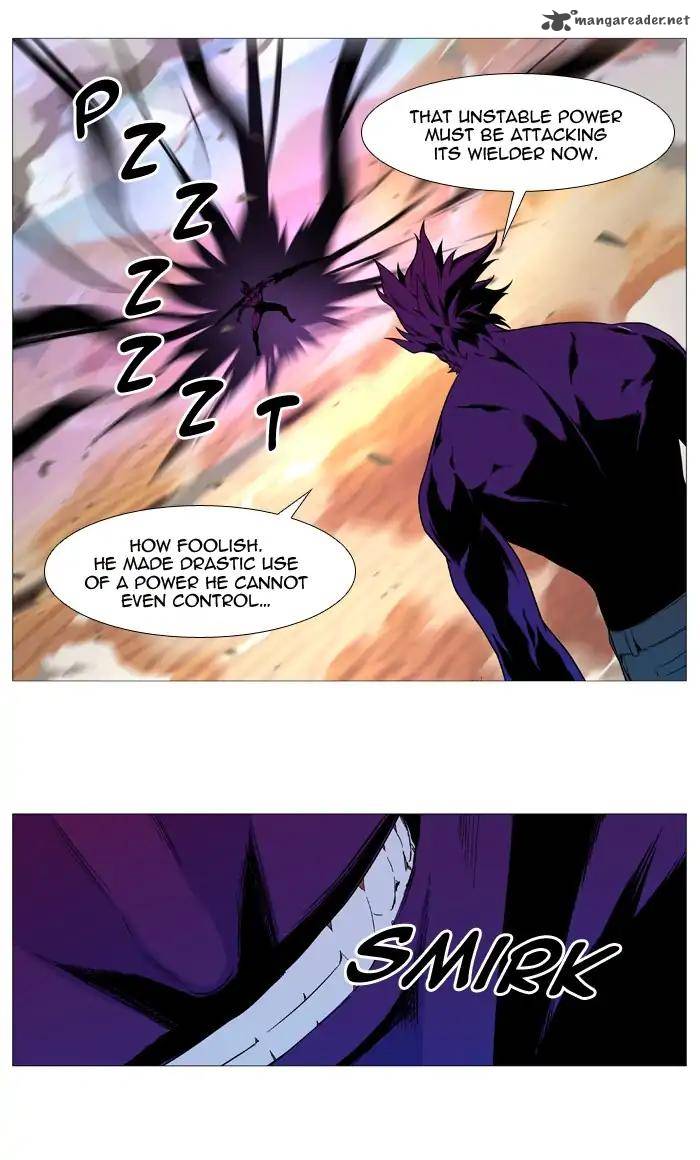 mangareader.net
THAT UNSTABLE POWER
MUST BE ATTACKING
ITS WIELDER NOW.
PZZZZZT
HOW FOOLISH.
HE MADE DRASTIC USE
OF A POWER HE CANNOT
EVEN CONTROL...
SMIRK